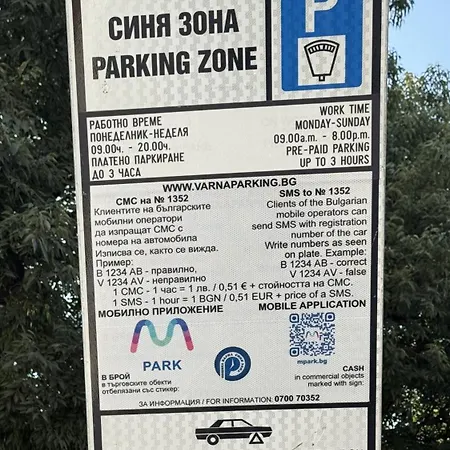 СИНЯ ЗОНА
PARKING ZONE
P
РАБОТНО ВРЕМЕ
ПОНЕДЕЛНИК-НЕДЕЛЯ
09.00ч. - 20.00ч.
ПЛАТЕНО ПАРКИРАНЕ
ДО 3 ЧАСА
WORK TIME
MONDAY-SUNDAY
09.00a.m. - 8.00p.m.
PRE-PAID PARKING
UP TO 3 HOURS
WWW.VARNAPARKING.BG
СМС на № 1352
Клиентите на българските
мобилни оператори
да изпращат СМС с
номера на автомобила
Изписва се, както се вижда.
Пример:
В 1234 АВ - правилно,
V 1234 AV - неправилно
SMS to № 1352
Clients of the Bulgarian
mobile operators can
send SMS with registration
number of the car
Write numbers as seen
on plate. Example:
B 1234 AB - correct
V 1234 AV - false
1 СМС - 1 час = 1 лв./ 0,51 € + стойността на СМС.
1 SMS - 1 hour = 1 BGN / 0,51 EUR + price of a SMS.
МОБИЛНО ПРИЛОЖЕНИЕ
MOBILE APPLICATION
PARK
mpark.bg
В БРОЙ
в търговските обекти
отбелязани със стикер:
CASH
in commercial objects
marked with sign:
ЗА ИНФОРМАЦИЯ / FOR INFORMATION: 0700 70352